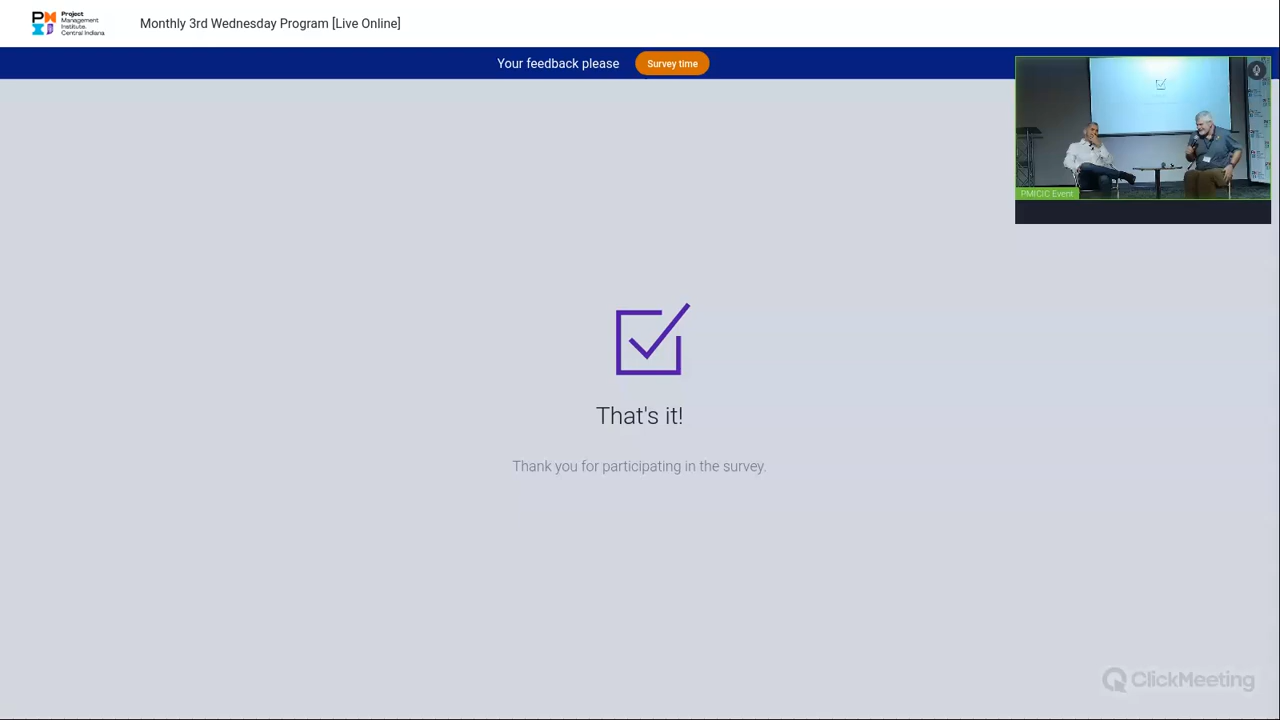 Project
Management
Institute.
Central Indiana
Monthly 3rd Wednesday Program [Live Online]
Your feedback please
Survey time
PMICIC Event
That's it!
Thank you for participating in the survey.
ClickMeeting